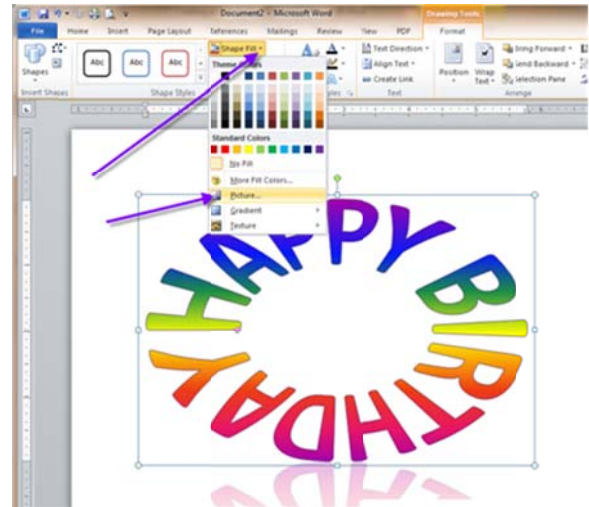 Document2 - Microsoft Word
Drawing Tools
File Home Insert Page Layout References Mailings Review View PDF Format
Shape Fill
Text Direction
Align Text
Create Link
Bring Forward
Send Backward
Selection Pane
Shapes
Abc Abc Abc
Position Wrap Text
Insert Shapes
Shape Styles
Text
Arrange
Standard Colors
No Fill
More Fill Colors...
Picture...
Gradient
Texture
HAPPY BIRTHDAY